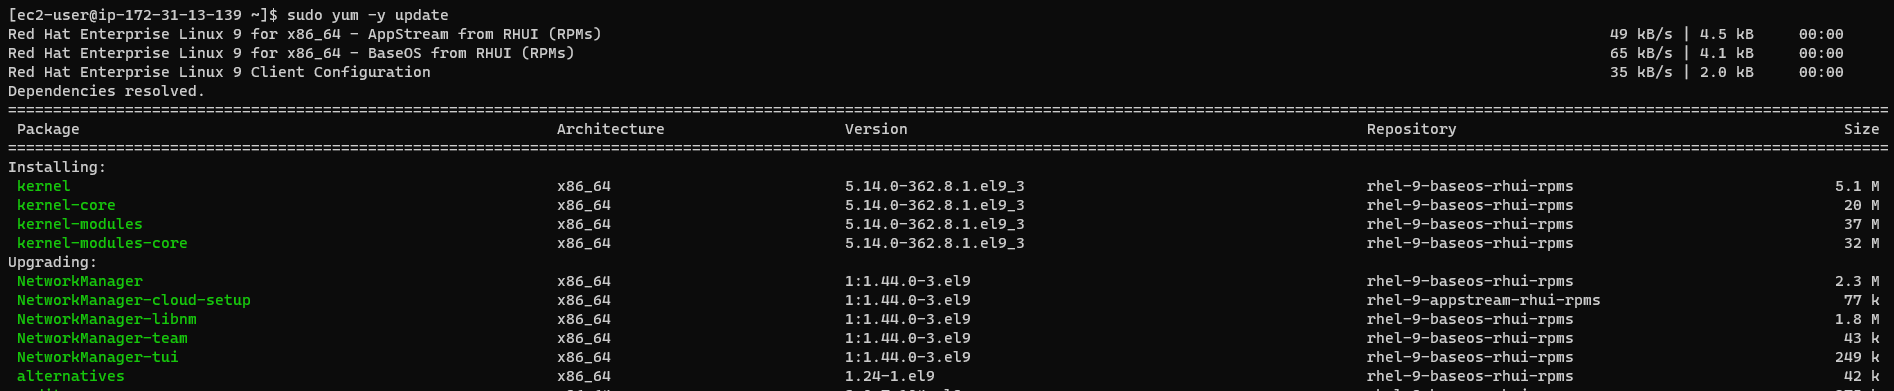 [ec2-user@ip-172-31-13-139 ~]$ sudo yum -y update
Red Hat Enterprise Linux 9 for x86_64 - AppStream from RHUI (RPMs) 49 kB/s | 4.5 kB 00:00
Red Hat Enterprise Linux 9 for x86_64 - BaseOS from RHUI (RPMs) 65 kB/s | 4.1 kB 00:00
Red Hat Enterprise Linux 9 Client Configuration 35 kB/s | 2.0 kB 00:00
Dependencies resolved.
Package Architecture Version Repository Size
Installing:
kernel x86_64 5.14.0-362.8.1.el9_3 rhel-9-baseos-rhui-rpms 5.1 M
kernel-core x86_64 5.14.0-362.8.1.el9_3 rhel-9-baseos-rhui-rpms 20 M
kernel-modules x86_64 5.14.0-362.8.1.el9_3 rhel-9-baseos-rhui-rpms 37 M
kernel-modules-core x86_64 5.14.0-362.8.1.el9_3 rhel-9-baseos-rhui-rpms 32 M
Upgrading:
NetworkManager x86_64 1:1.44.0-3.el9 rhel-9-baseos-rhui-rpms 2.3 M
NetworkManager-cloud-setup x86_64 1:1.44.0-3.el9 rhel-9-appstream-rhui-rpms 77 k
NetworkManager-libnm x86_64 1:1.44.0-3.el9 rhel-9-baseos-rhui-rpms 1.8 M
NetworkManager-team x86_64 1:1.44.0-3.el9 rhel-9-baseos-rhui-rpms 43 k
NetworkManager-tui x86_64 1:1.44.0-3.el9 rhel-9-baseos-rhui-rpms 249 k
alternatives x86_64 1.24-1.el9 rhel-9-baseos-rhui-rpms 42 k